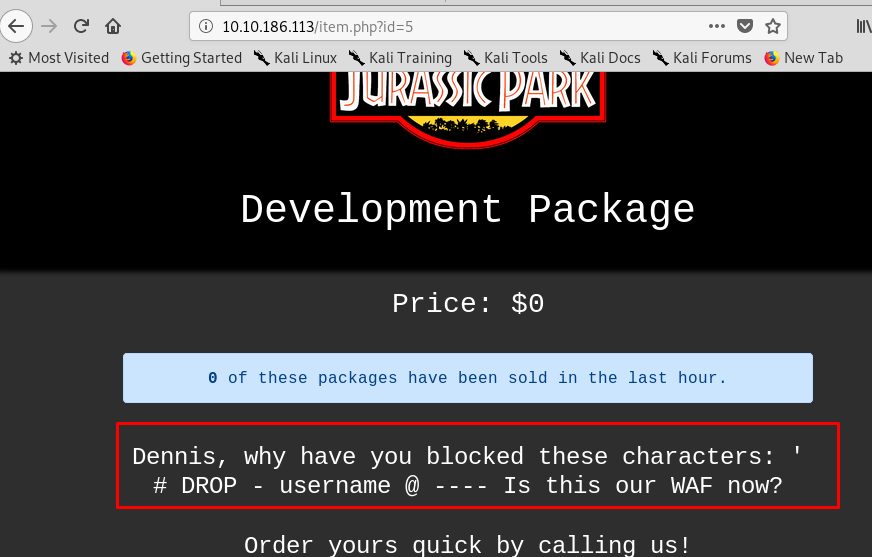 10.10.186.113/item.php?id=5
Most Visited Getting Started Kali Linux Kali Training Kali Tools Kali Docs Kali Forums New Tab
JURASSIC PARK
Development Package
Price: $0
0 of these packages have been sold in the last hour.
Dennis, why have you blocked these characters: '
# DROP - username @ ---- Is this our WAF now?
Order yours quick by calling us!